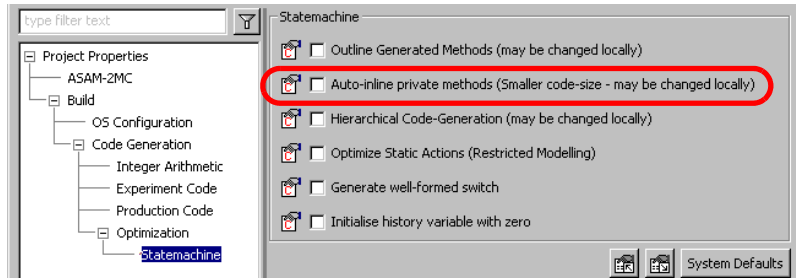 type filter text
Project Properties
ASAM-2MC
Build
OS Configuration
Code Generation
Integer Arithmetic
Experiment Code
Production Code
Optimization
Statemachine
Statemachine
Outline Generated Methods (may be changed locally)
Auto-inline private methods (Smaller code-size - may be changed locally)
Hierarchical Code-Generation (may be changed locally)
Optimize Static Actions (Restricted Modelling)
Generate well-formed switch
Initialise history variable with zero
System Defaults